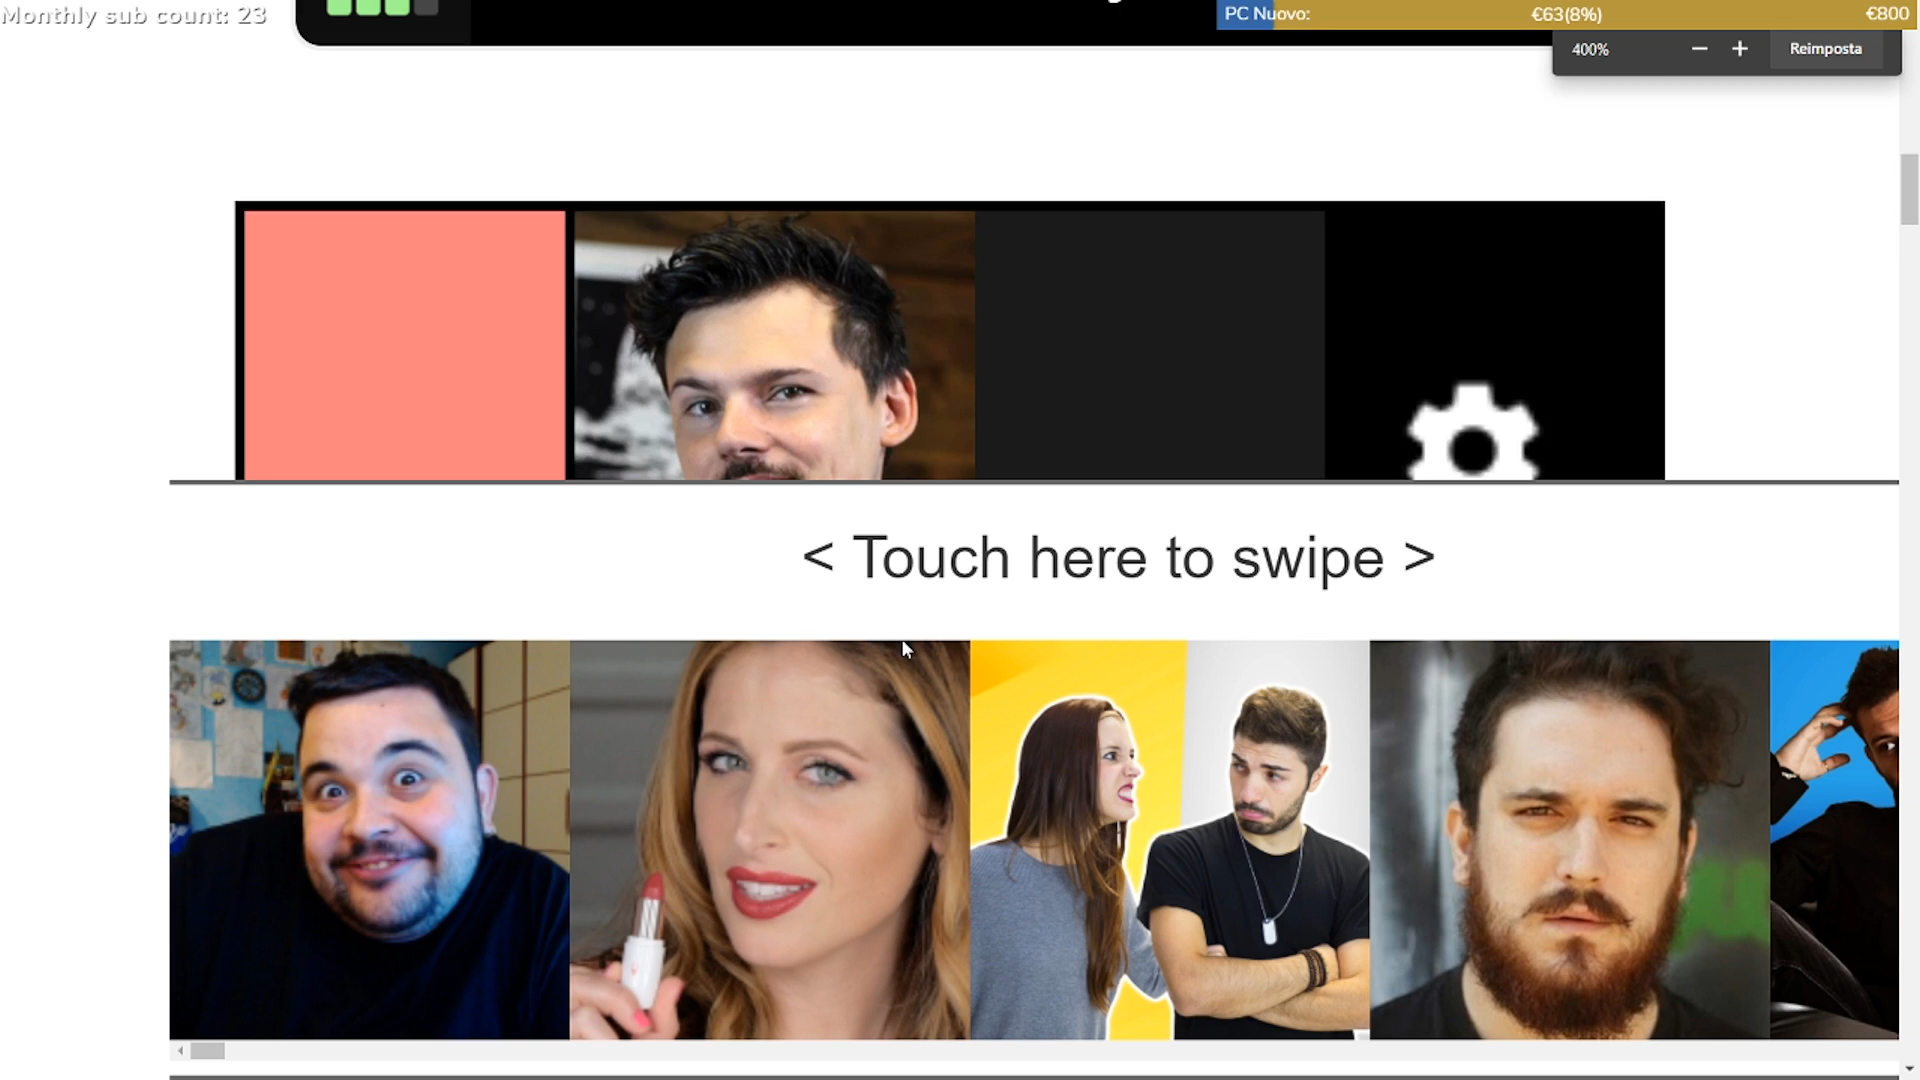 Monthly sub count: 23
PC Nuovo: €63(8%) €800
400% − + Reimposta
< Touch here to swipe >